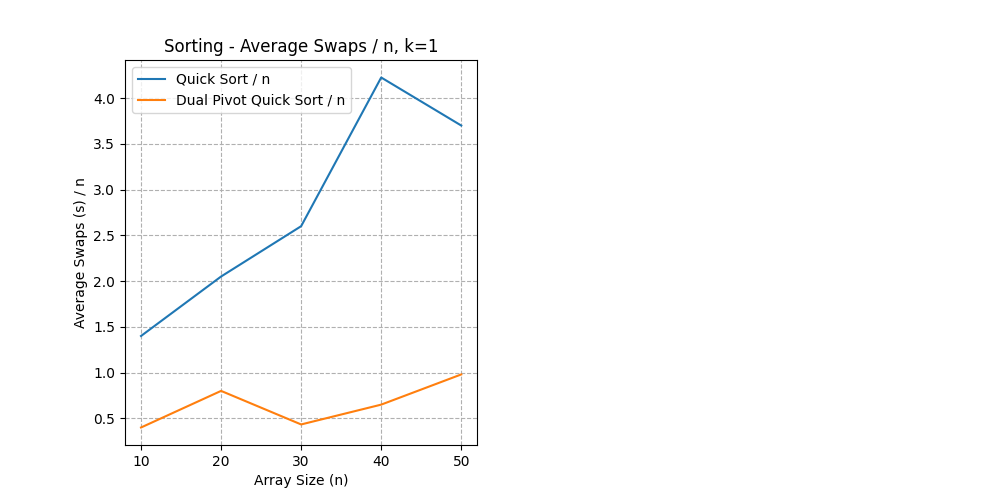 Sorting - Average Swaps / n, k=1
Quick Sort / n
Dual Pivot Quick Sort / n
Average Swaps (s) / n
4.0
3.5
3.0
2.5
2.0
1.5
1.0
0.5
10 20 30 40 50
Array Size (n)